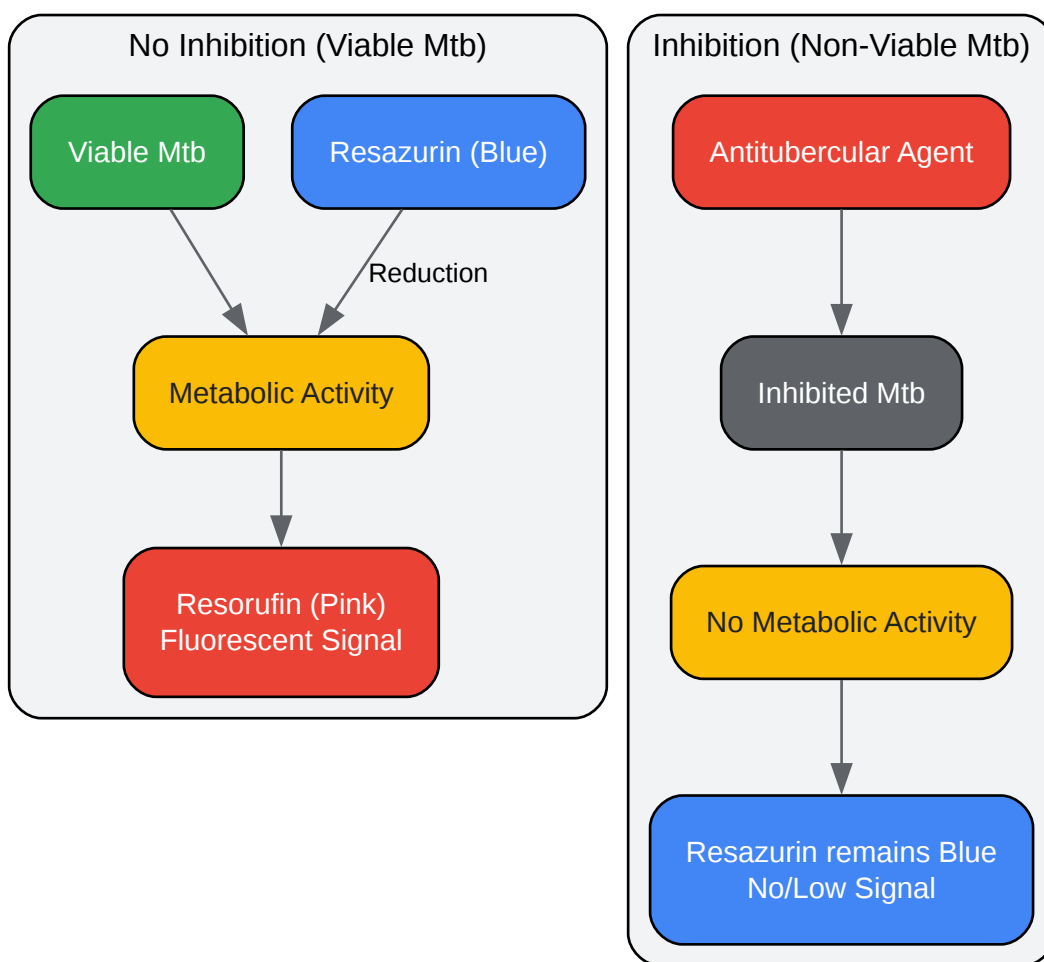 No Inhibition (Viable Mtb)
Viable Mtb
Resazurin (Blue)
Reduction
Metabolic Activity
Resorufin (Pink)
Fluorescent Signal
Inhibition (Non-Viable Mtb)
Antitubercular Agent
Inhibited Mtb
No Metabolic Activity
Resazurin remains Blue
No/Low Signal